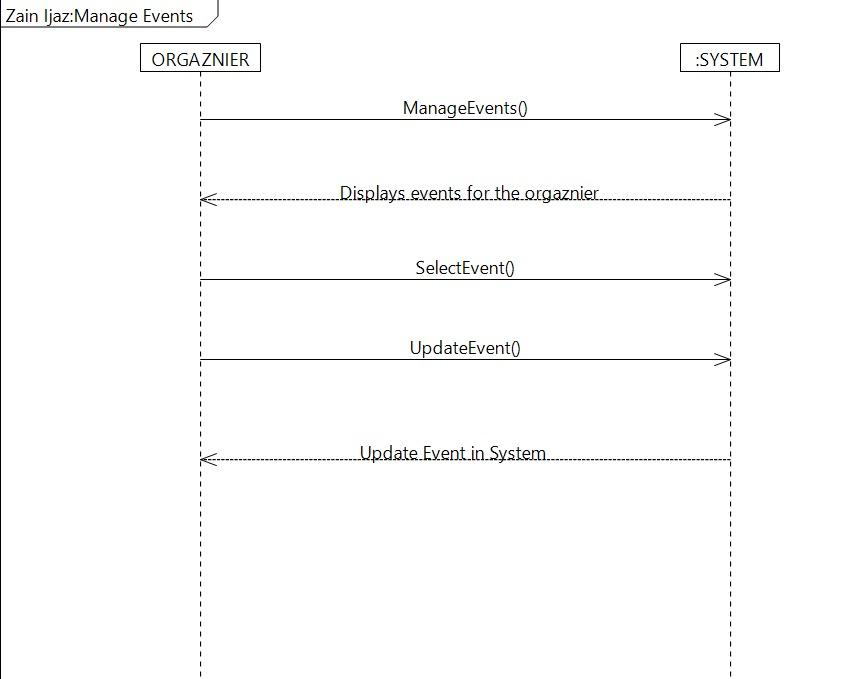 Zain Ijaz:Manage Events
ORGAZNIER
:SYSTEM
ManageEvents()
Displays events for the orgaznier
SelectEvent()
UpdateEvent()
Update Event in System